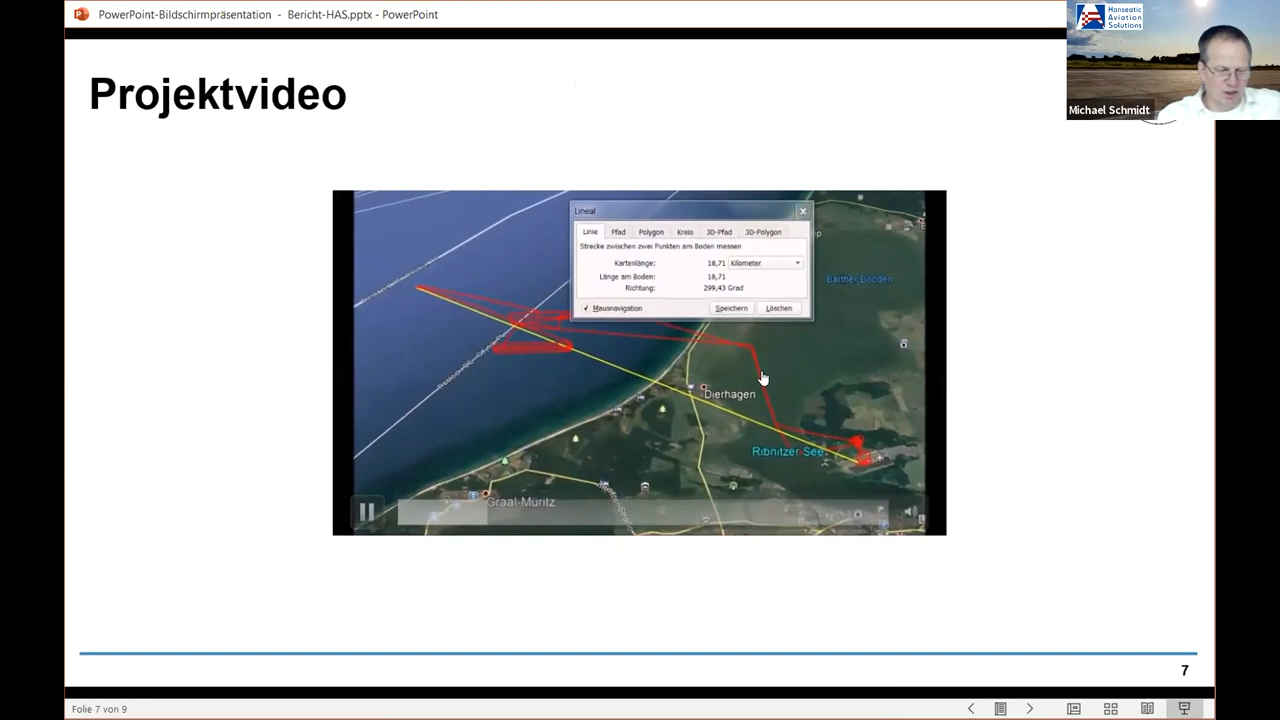 PowerPoint-Bildschirmpräsentation - Bericht-HAS.pptx - PowerPoint
Hanseatic
Aviation
Solutions
Michael Schmidt
Projektvideo
Lineal
Linie Pfad Polygon Kreis 3D-Pfad 3D-Polygon
Strecke zwischen zwei Punkten am Boden messen
Kartenlänge: 18,71 Kilometer
Länge am Boden: 18,71
Richtung: 299,43 Grad
Mausnavigation Speichern Löschen
Barther Bodden
Dierhagen
Ribnitzer See
Graal-Müritz
7
Folie 7 von 9